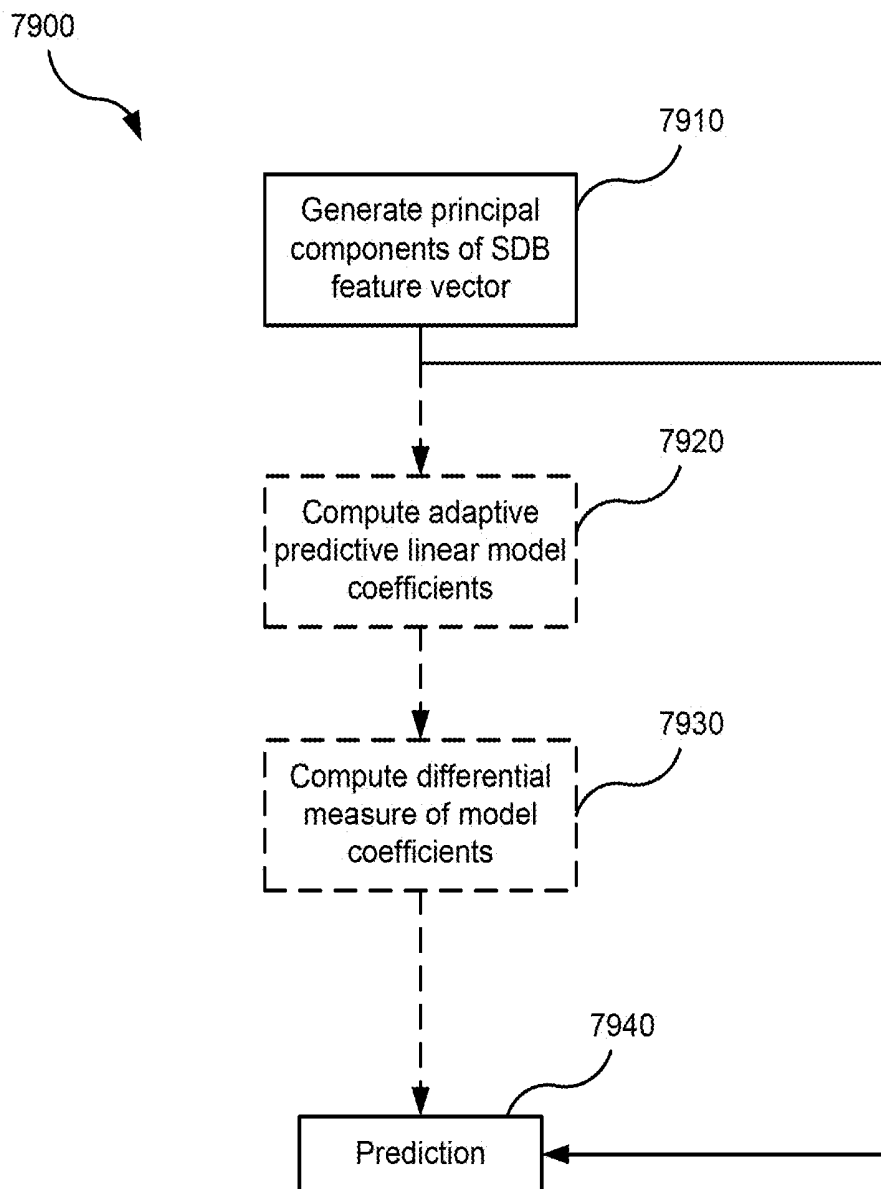 7900
7910
Generate principal
components of SDB
feature vector
7920
Compute adaptive
predictive linear model
coefficients
7930
Compute differential
measure of model
coefficients
7940
Prediction